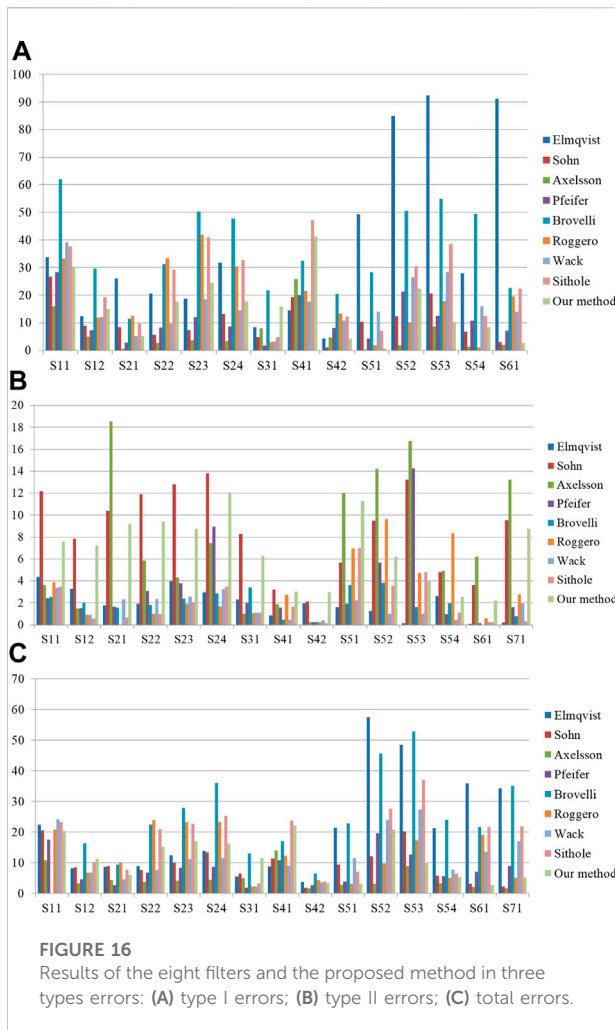 A
100
90
80
70
60
50
40
30
20
10
0
S11 S12 S21 S22 S23 S24 S31 S41 S42 S51 S52 S53 S54 S61
Elmqvist
Sohn
Axelsson
Pfeifer
Brovelli
Roggero
Wack
Sithole
Our method
B
20
18
16
14
12
10
8
6
4
2
0
S11 S12 S21 S22 S23 S24 S31 S41 S42 S51 S52 S53 S54 S61 S71
Elmqvist
Sohn
Axelsson
Pfeifer
Brovelli
Roggero
Wack
Sithole
Our method
C
70
60
50
40
30
20
10
0
S11 S12 S21 S22 S23 S24 S31 S41 S42 S51 S52 S53 S54 S61 S71
Elmqvist
Sohn
Axelsson
Pfeifer
Brovelli
Roggero
Wack
Sithole
Our method
FIGURE 16
Results of the eight filters and the proposed method in three
types errors: (A) type I errors; (B) type II errors; (C) total errors.